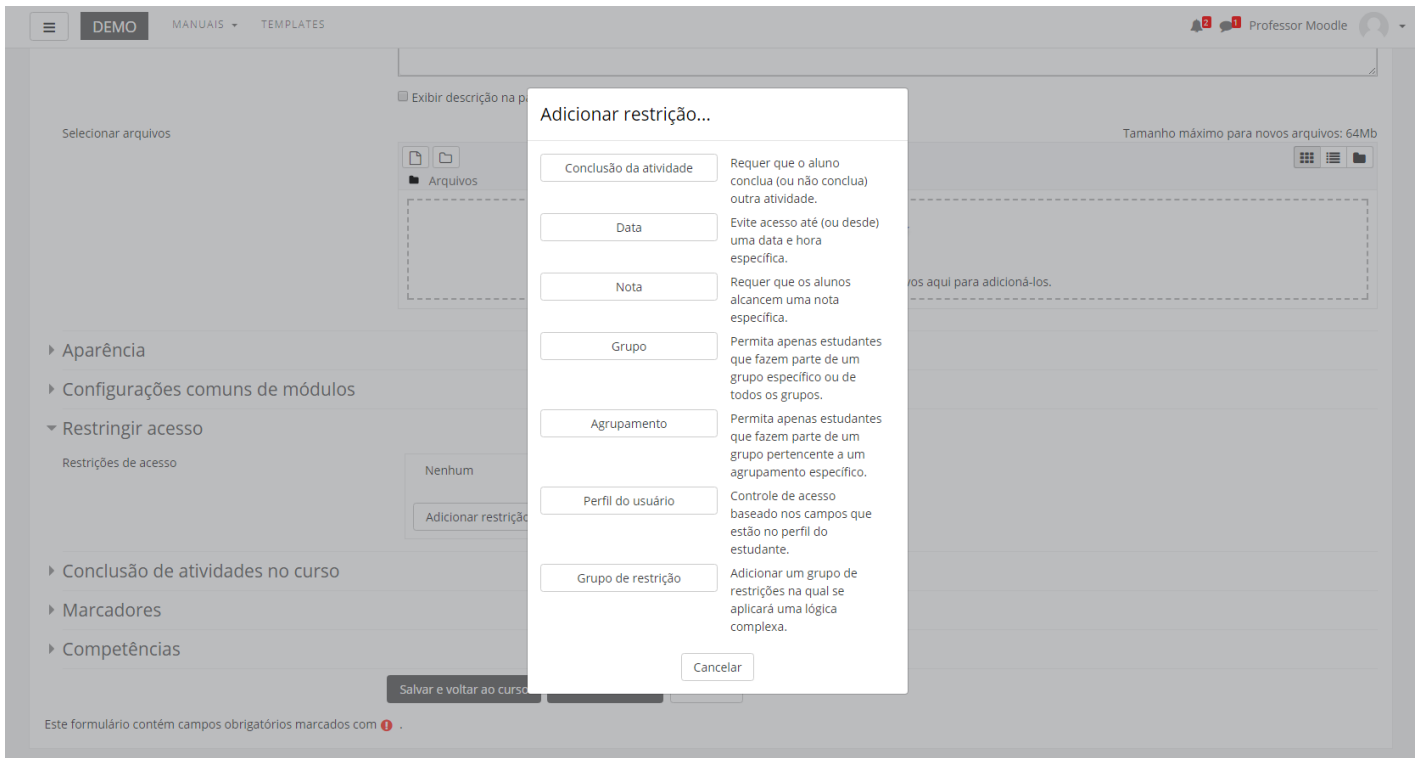 DEMO
MANUAIS
TEMPLATES
2
1
Professor Moodle
Exibir descrição na
Selecionar arquivos
Tamanho máximo para novos arquivos: 64Mb
Arquivos
aqui para adicioná-los.
Aparência
Configurações comuns de módulos
Restringir acesso
Restrições de acesso
Nenhum
Adicionar restrição
Conclusão de atividades no curso
Marcadores
Competências
Salvar e voltar ao curso
Este formulário contém campos obrigatórios marcados com .
Adicionar restrição...
Conclusão da atividade
Requer que o aluno
conclua (ou não conclua)
outra atividade.
Data
Evite acesso até (ou desde)
uma data e hora
específica.
Nota
Requer que os alunos
alcancem uma nota
específica.
Grupo
Permita apenas estudantes
que fazem parte de um
grupo específico ou de
todos os grupos.
Agrupamento
Permita apenas estudantes
que fazem parte de um
grupo pertencente a um
agrupamento específico.
Perfil do usuário
Controle de acesso
baseado nos campos que
estão no perfil do
estudante.
Grupo de restrição
Adicionar um grupo de
restrições na qual se
aplicará uma lógica
complexa.
Cancelar